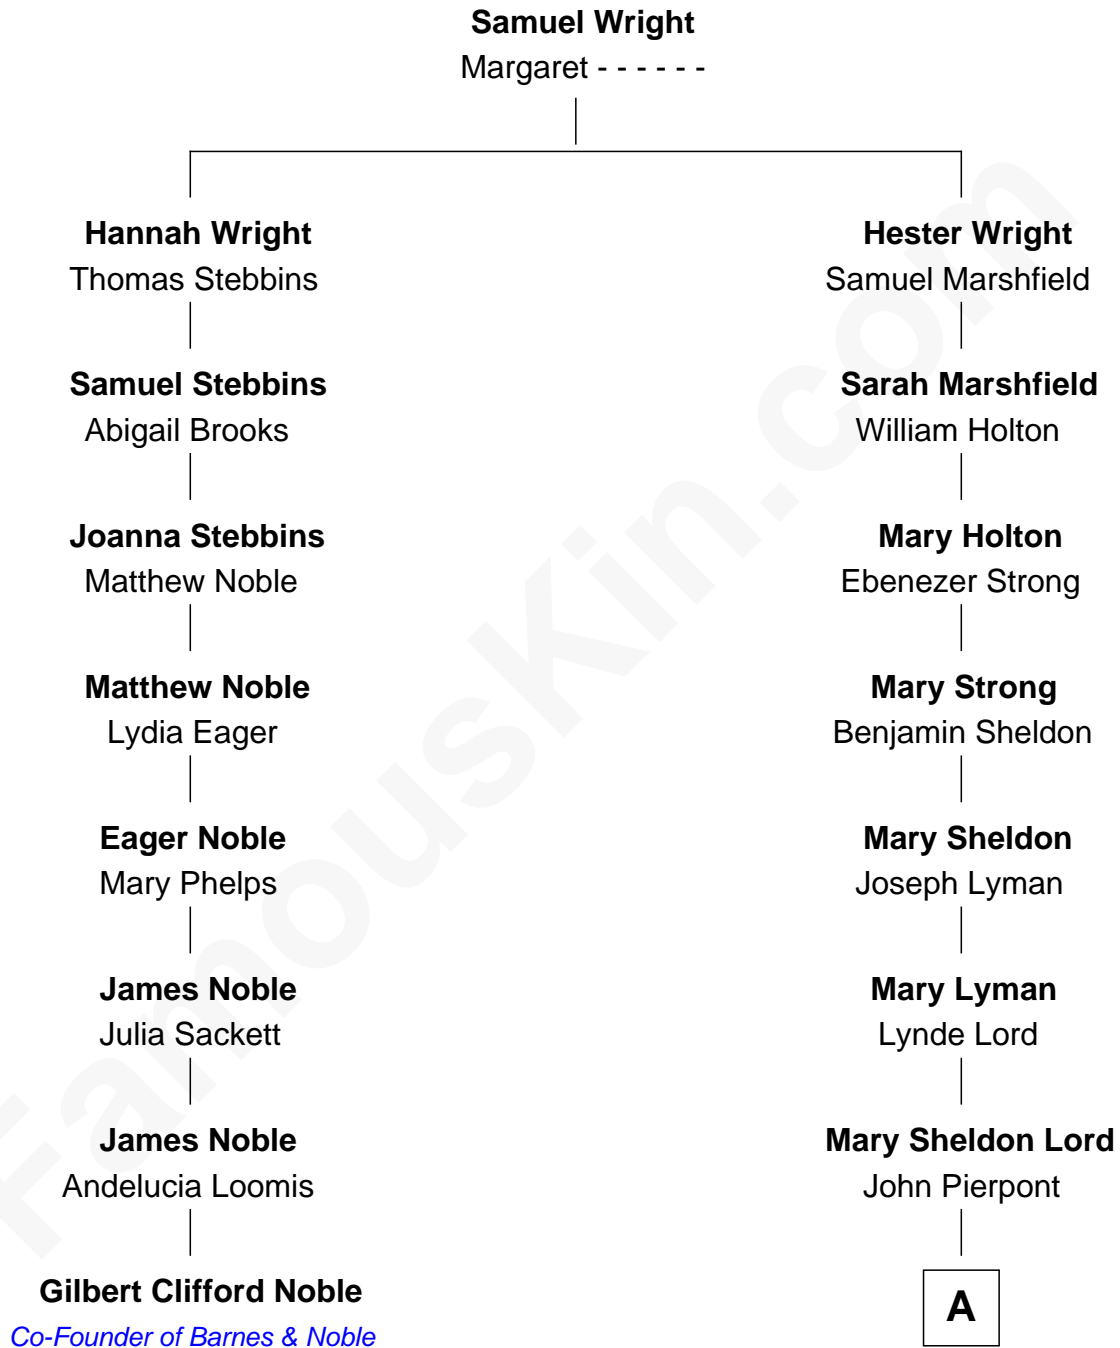 Samuel Wright
Margaret - - - - - -
Hannah Wright
Thomas Stebbins
Hester Wright
Samuel Marshfield
Samuel Stebbins
Abigail Brooks
Sarah Marshfield
William Holton
Joanna Stebbins
Matthew Noble
Mary Holton
Ebenezer Strong
Matthew Noble
Lydia Eager
Mary Strong
Benjamin Sheldon
Eager Noble
Mary Phelps
Mary Sheldon
Joseph Lyman
James Noble
Julia Sackett
Mary Lyman
Lynde Lord
James Noble
Andelucia Loomis
Mary Sheldon Lord
John Pierpont
Gilbert Clifford Noble
Co-Founder of Barnes & Noble
A
FamousKin.com